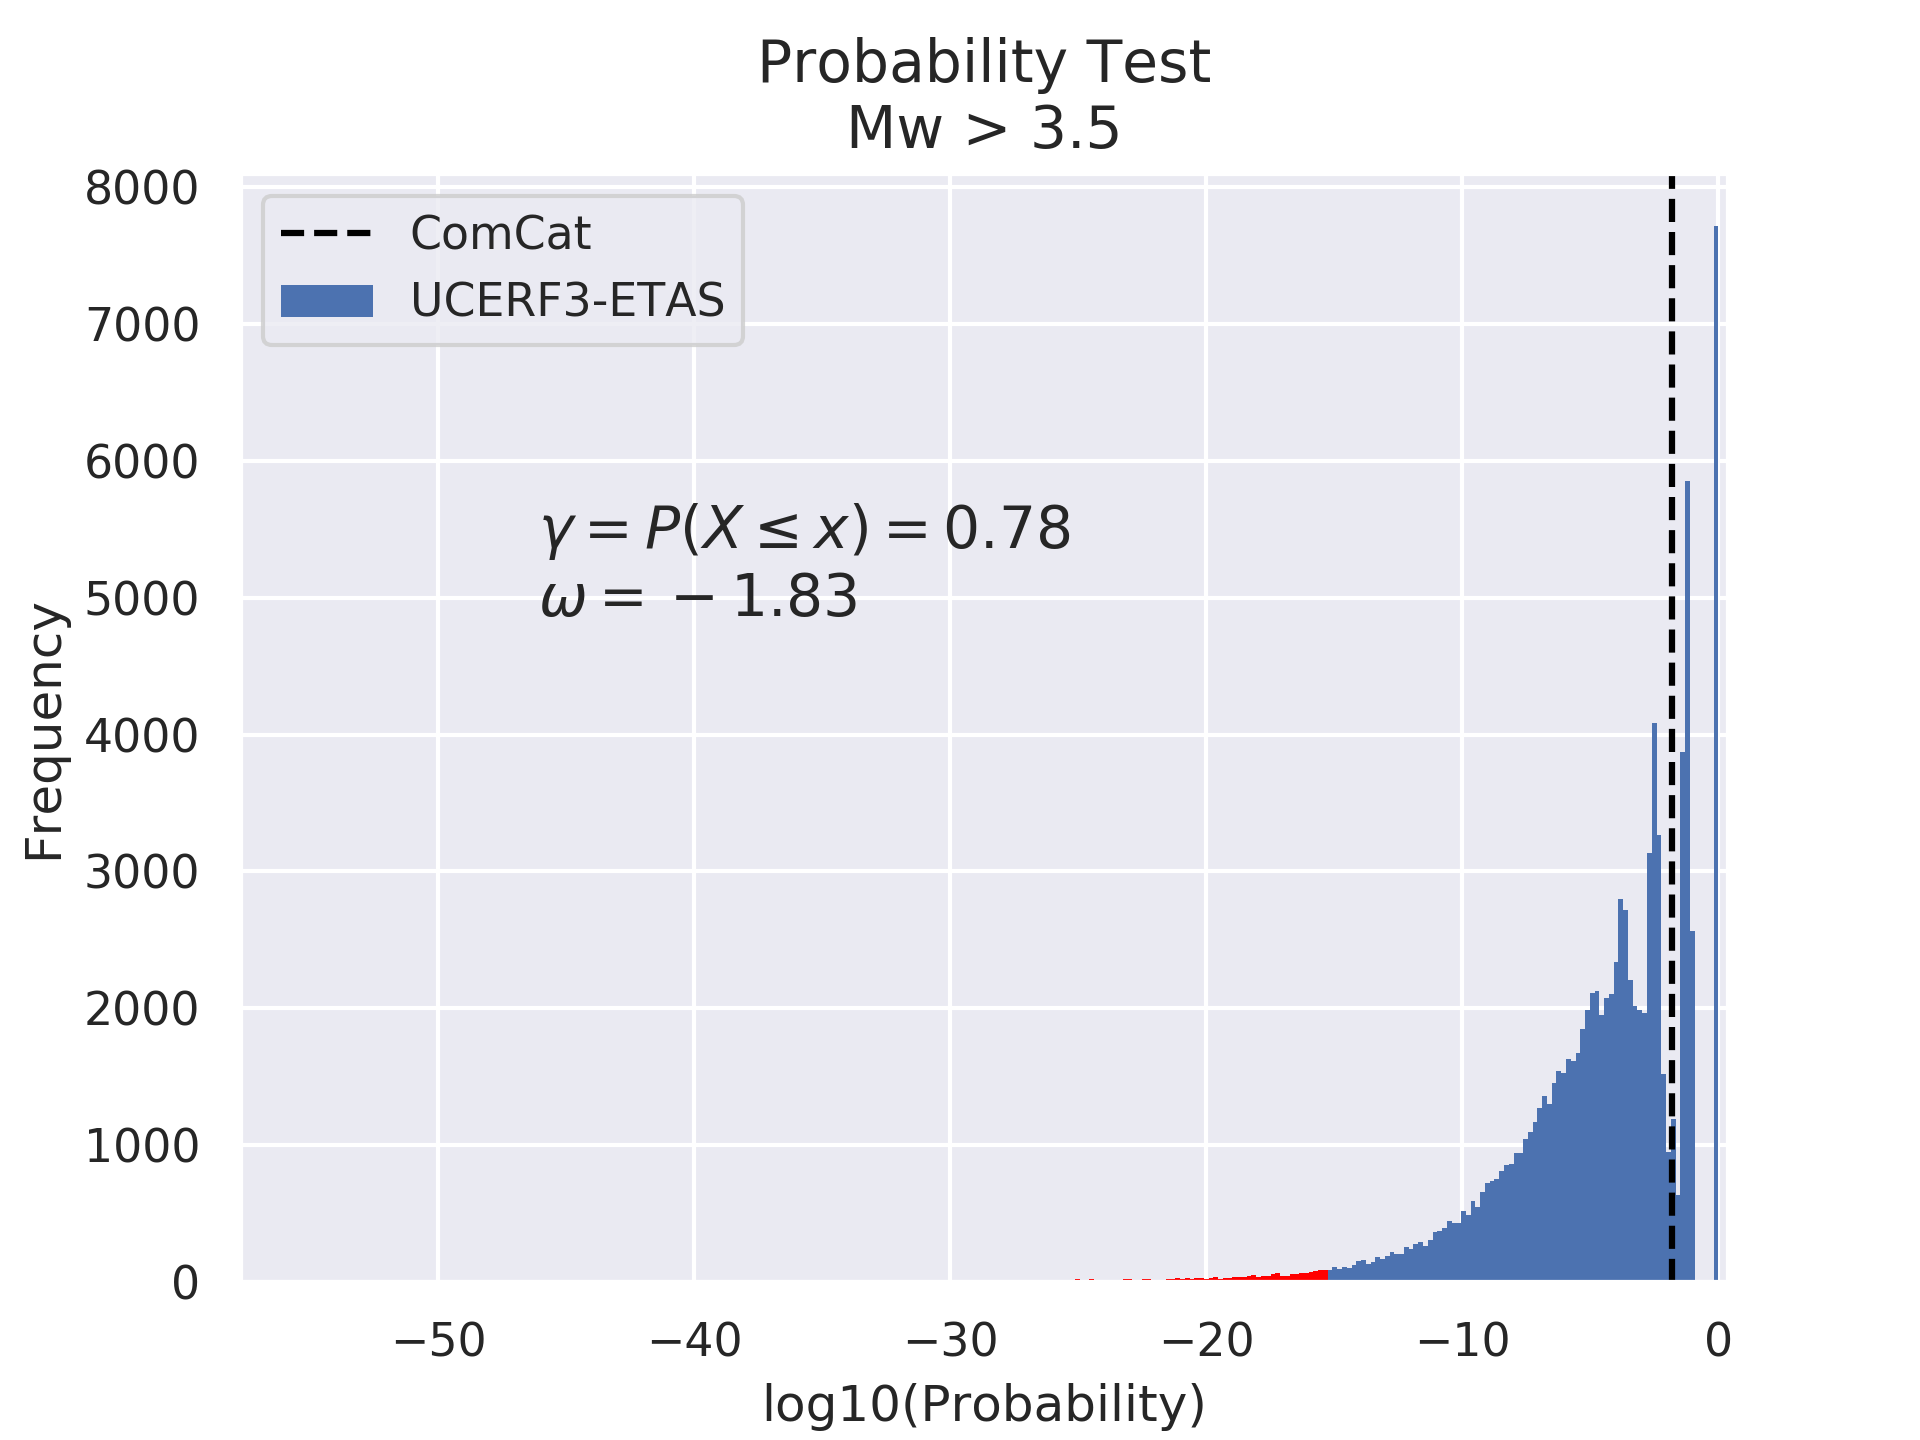 Probability Test
Mw > 3.5
8000
7000
6000
5000
4000
3000
2000
1000
0
Frequency
ComCat
UCERF3-ETAS
γ = P(X ≤ x) = 0.78
ω = − 1.83
−50 −40 −30 −20 −10 0
log10(Probability)